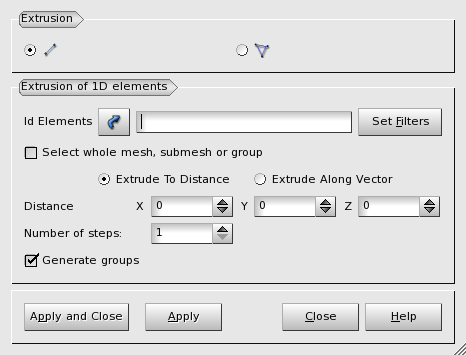 Extrusion
Extrusion of 1D elements
Id Elements
Set Filters
Select whole mesh, submesh or group
Extrude To Distance Extrude Along Vector
Distance X 0 Y 0 Z 0
Number of steps: 1
Generate groups
Apply and Close Apply Close Help